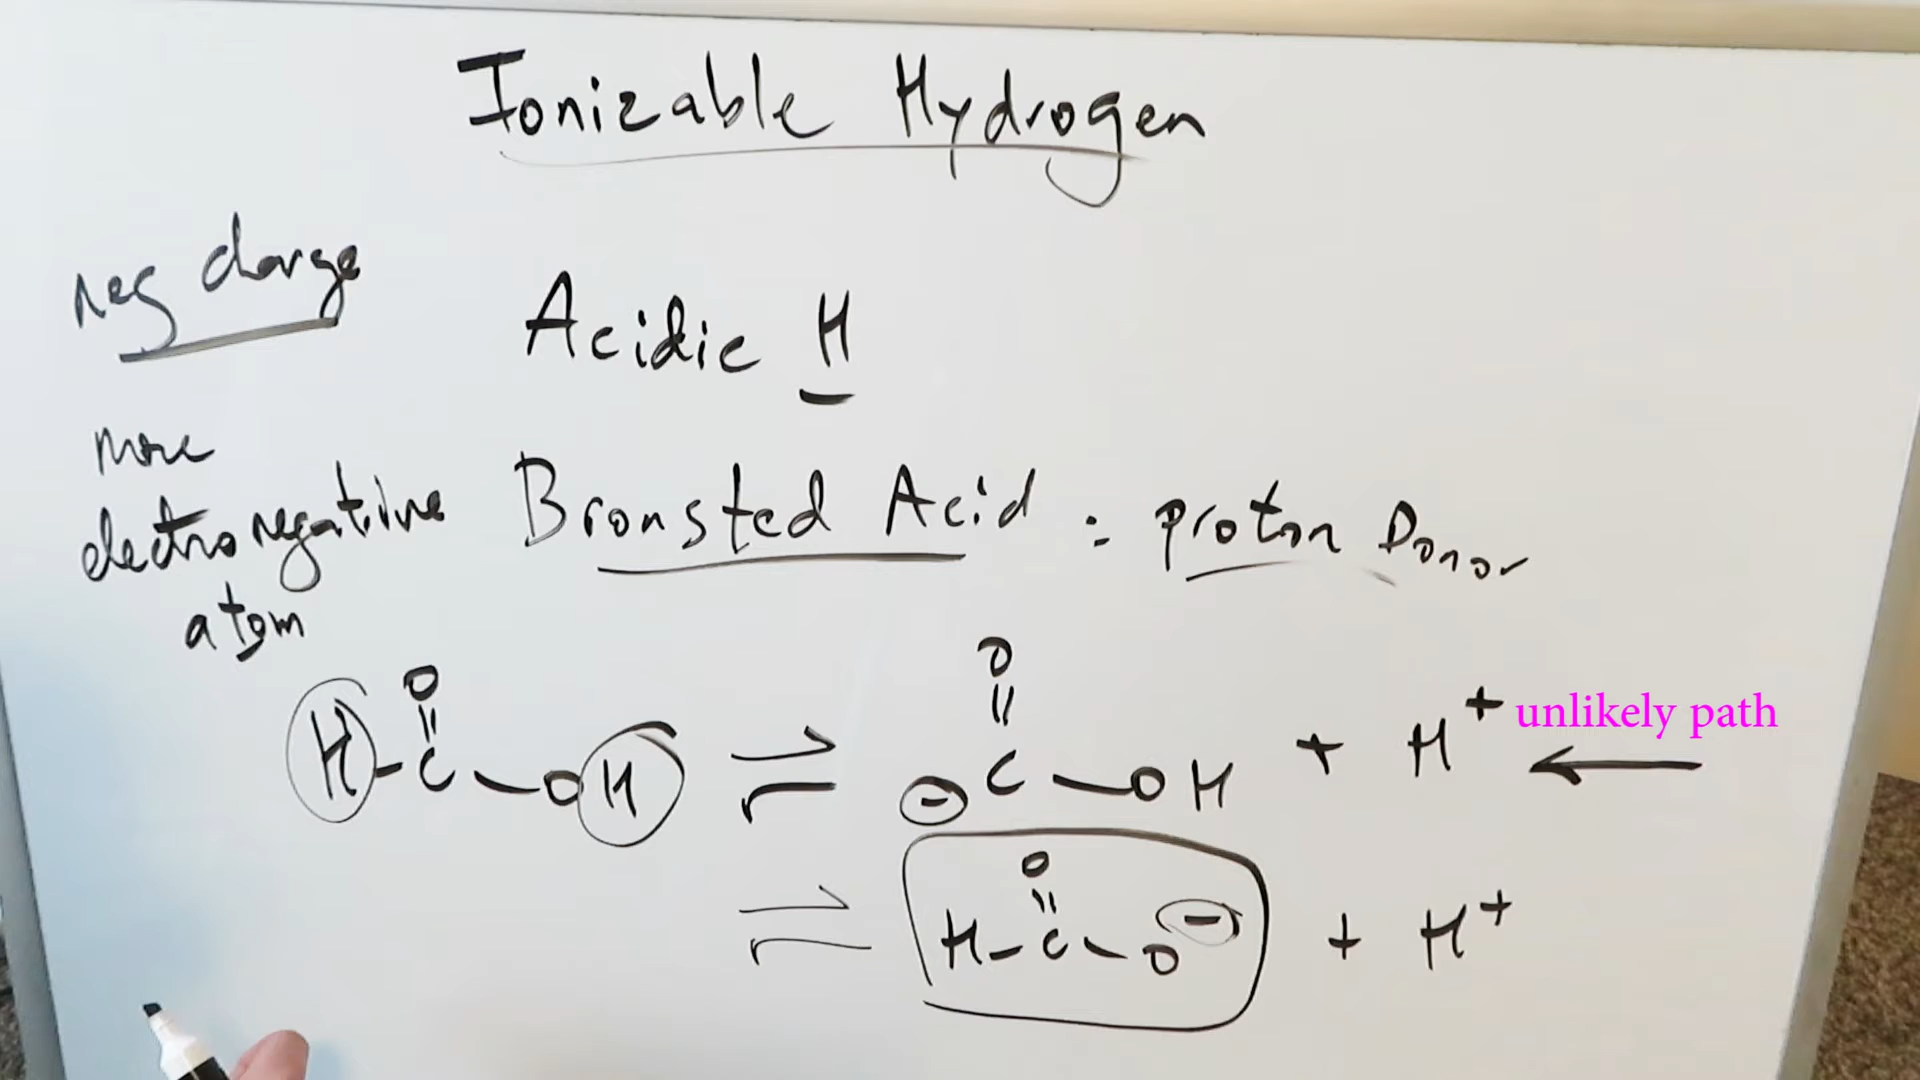 Ionizable Hydrogen
neg charge
Acidic H
more
electronegative
atom
Bronsted Acid : proton Donor
O
||
H-C-OH ⇌
O
||
⊖ C-OH + H+
unlikely path
⇌
O
||
H-C-O⊖ + H+